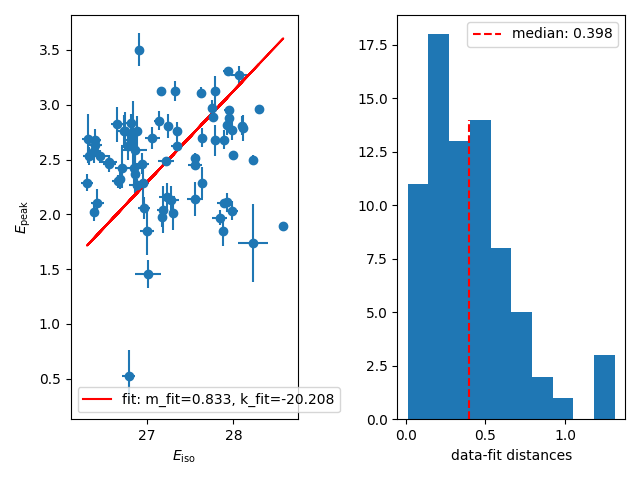 3.5
3.0
2.5
2.0
1.5
1.0
0.5
E_peak
fit: m_fit=0.833, k_fit=-20.208
27 28
E_iso
17.5
15.0
12.5
10.0
7.5
5.0
2.5
0.0
median: 0.398
0.0 0.5 1.0
data-fit distances